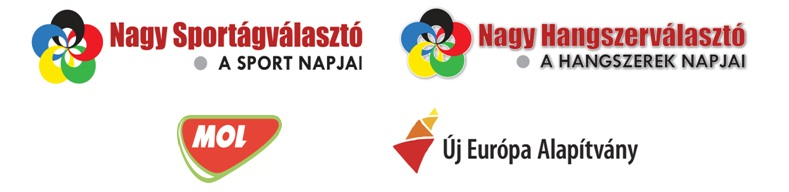 Nagy Sportágválasztó
A SPORT NAPJAI
Nagy Hangszerválasztó
A HANGSZEREK NAPJAI
MOL
Új Európa Alapítvány